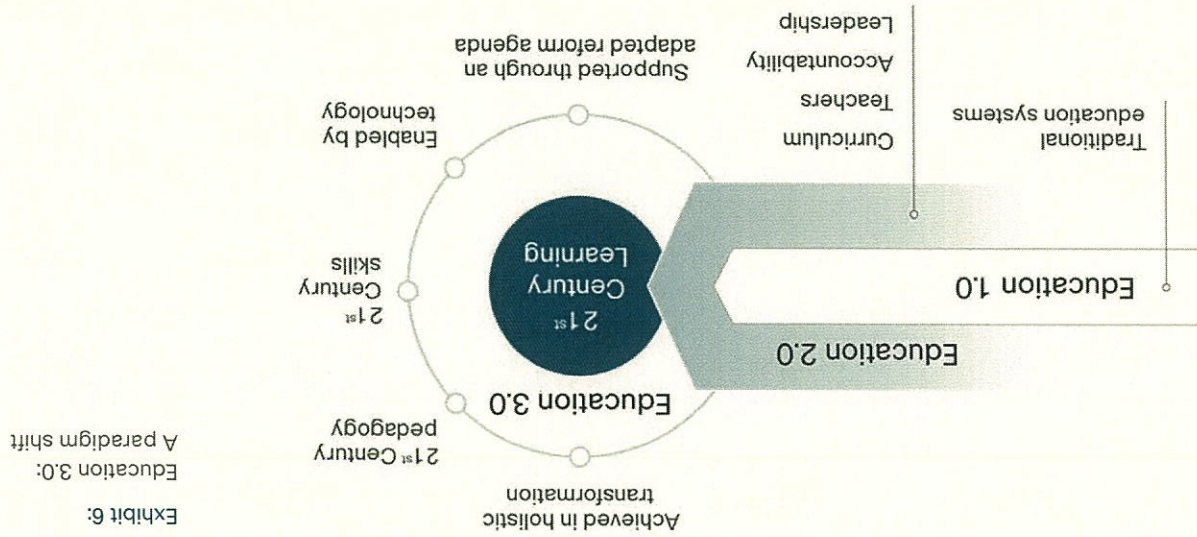 Exhibit 6:
Education 3.0:
A paradigm shift
Achieved in holistic
transformation
21st Century
pedagogy
21st
Century
skills
Enabled by
technology
Supported through an
adapted reform agenda
Education 3.0
21st
Century
Learning
Education 2.0
Education 1.0
Traditional
education systems
Curriculum
Teachers
Accountability
Leadership